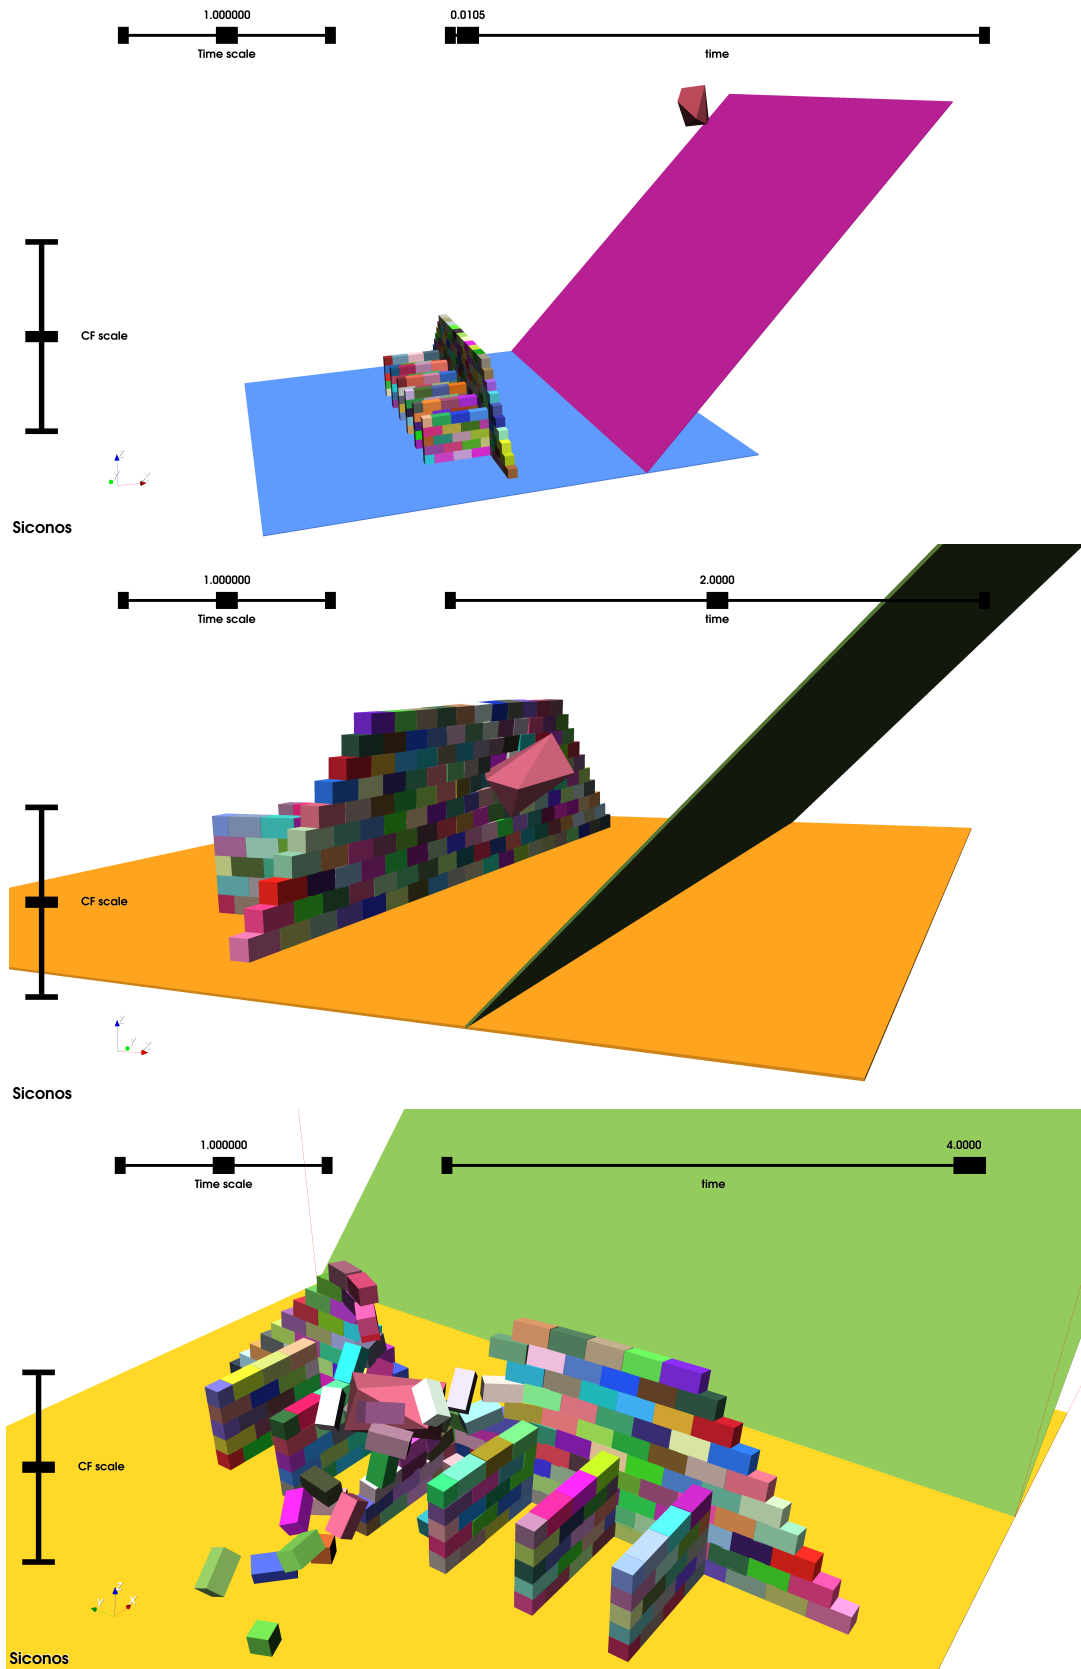 1.000000 0.0105
Time scale time
CF scale
Z
Siconos
1.000000 2.0000
Time scale time
CF scale
Z
Siconos
1.000000 4.0000
Time scale time
CF scale
Z
Y X
Siconos